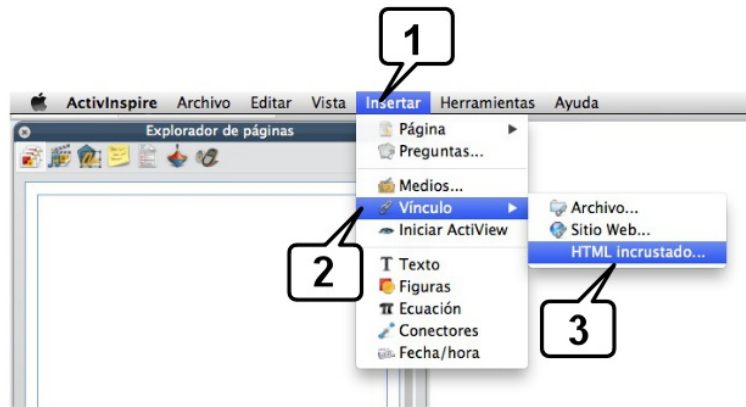 1
ActivInspire Archivo Editar Vista Insertar Herramientas Ayuda
Explorador de páginas
Página
Preguntas...
Medios...
Vínculo
Iniciar ActiView
Texto
Figuras
Ecuación
Conectores
Fecha/hora
2
Archivo...
Sitio Web...
HTML incrustado...
3